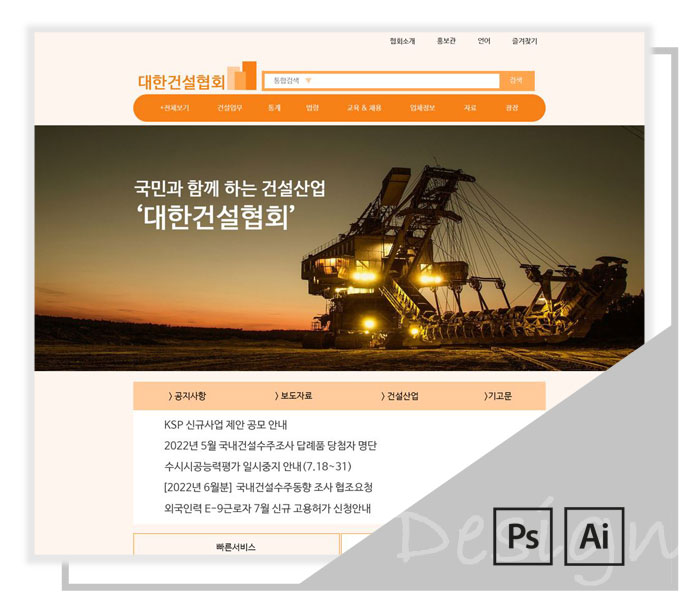 협회소개 홍보관 언어 즐겨찾기
대한건설협회
통합검색 검색
+전체보기 건설업무 통계 법령 교육 & 채용 업체정보 자료 광장
국민과 함께 하는 건설산업
‘대한건설협회’
> 공지사항 > 보도자료 > 건설산업 >기고문
KSP 신규사업 제안 공모 안내
2022년 5월 국내건설수주조사 답례품 당첨자 명단
수시시공능력평가 일시중지 안내(7.18~31)
[2022년 6월분] 국내건설수주동향 조사 협조요청
외국인력 E-9근로자 7월 신규 고용허가 신청안내
빠른서비스
Design
Ps Ai